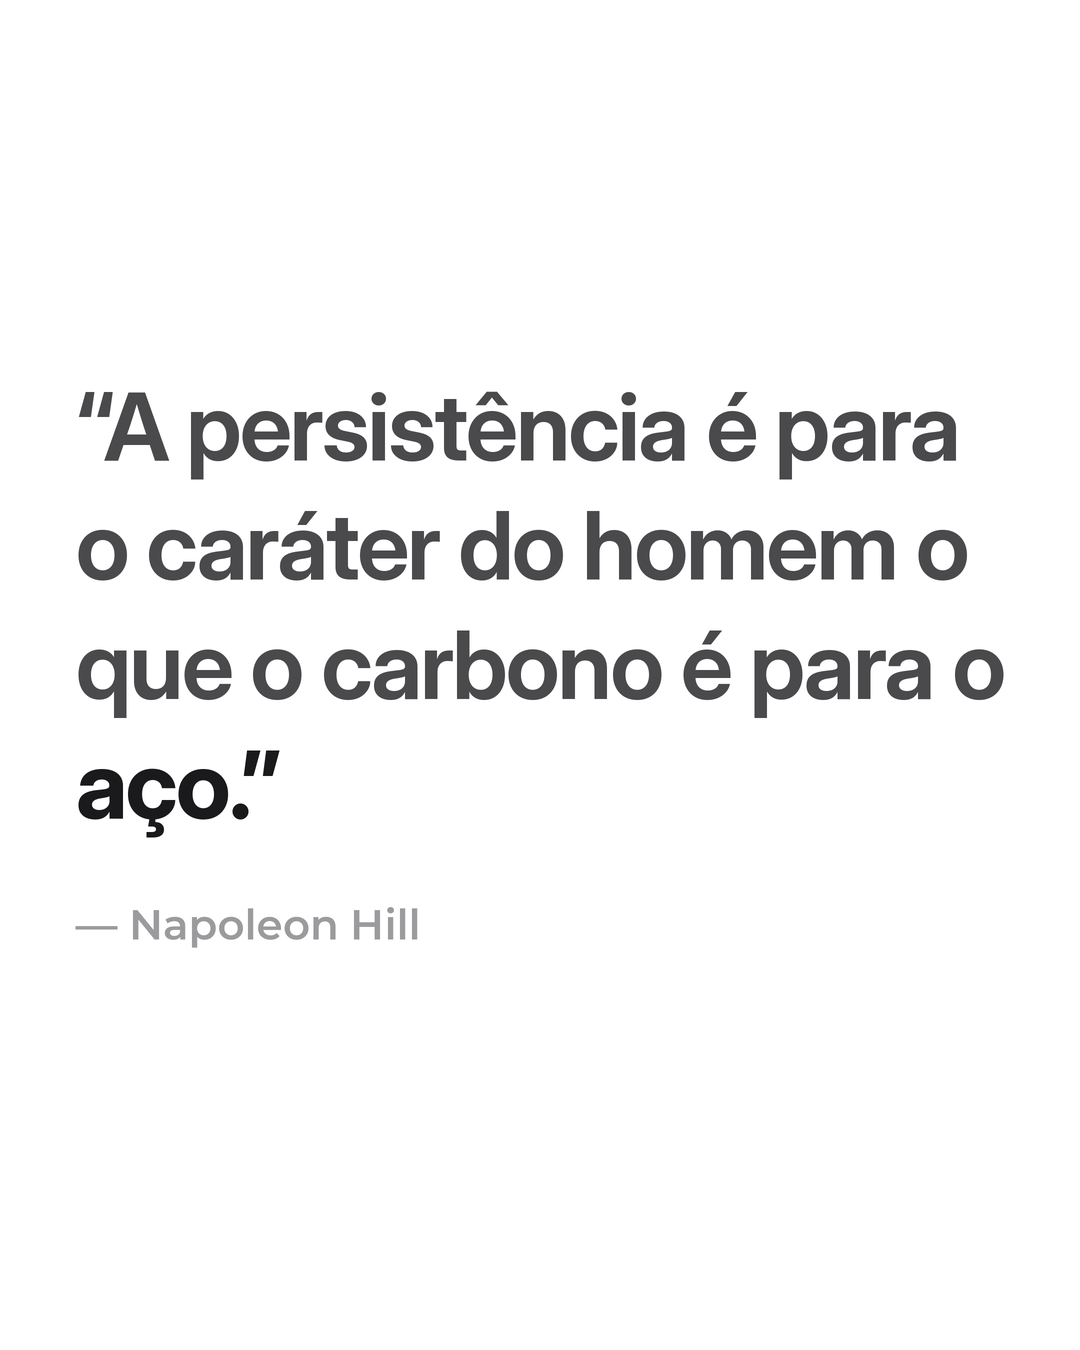 “A persistência é para
o caráter do homem o
que o carbono é para o
aço.”
— Napoleon Hill